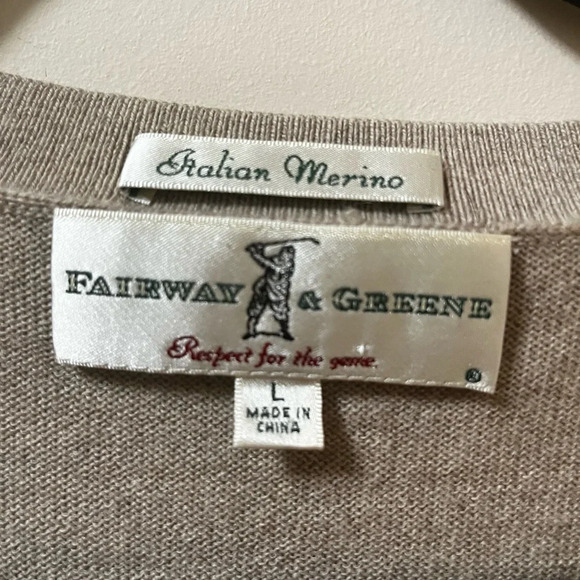 Italian Merino
FAIRWAY & GREENE
Respect for the game.
®
L
MADE IN
CHINA